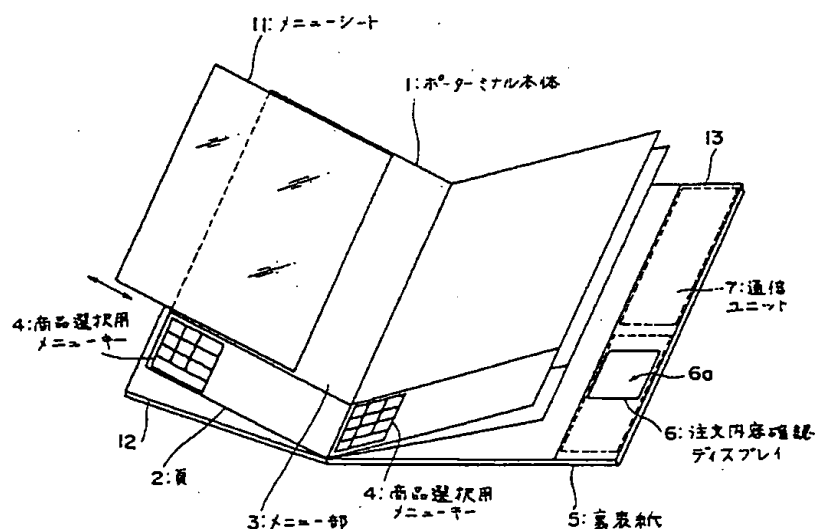 11:メニューシート
1:ポーターミナル本体
13
7:通信
ユニット
4:商品選択用
メニューキー
6a
6:注文内容確認
ディスプレイ
12
2:頁
3:メニュー部
4:商品選択用
メニューキー
5:裏表紙